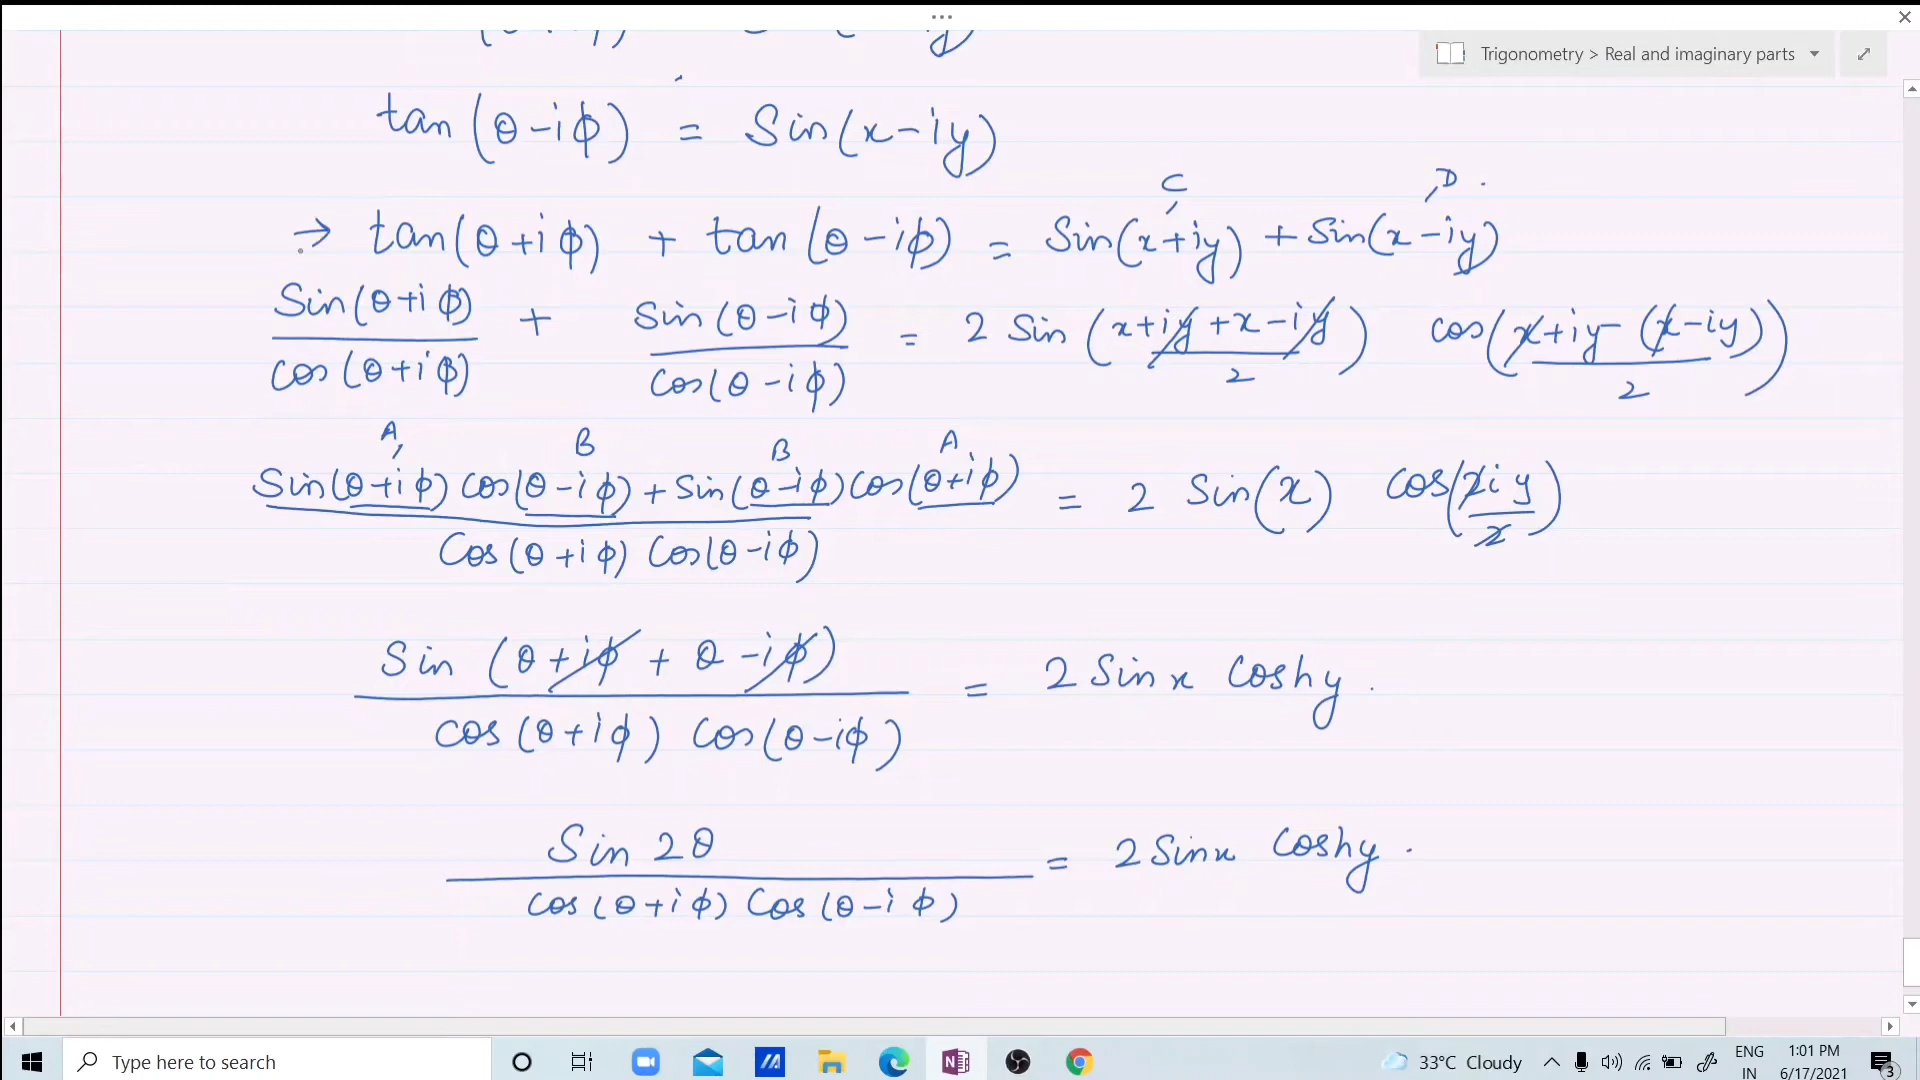 Trigonometry > Real and imaginary parts
tan (θ-iφ) = Sin(x-iy)
C D .
→ tan(θ+iφ) + tan(θ-iφ) = Sin(x+iy) + Sin(x-iy)
Sin(θ+iφ)/cos(θ+iφ) + Sin(θ-iφ)/cos(θ-iφ) = 2 Sin ((x+iy+x-iy)/2) cos((x+iy-(x-iy))/2)
A B B A
Sin(θ+iφ) cos(θ-iφ) + Sin(θ-iφ) cos(θ+iφ) / Cos(θ+iφ) Cos(θ-iφ) = 2 Sin(x) cos(2iy/2)
Sin (θ+iφ + θ-iφ) / cos(θ+iφ) cos(θ-iφ) = 2 Sinx Coshy .
Sin 2θ / cos(θ+iφ) Cos(θ-iφ) = 2 Sinx Coshy .
Type here to search
33°C Cloudy
ENG
IN
1:01 PM
6/17/2021
3